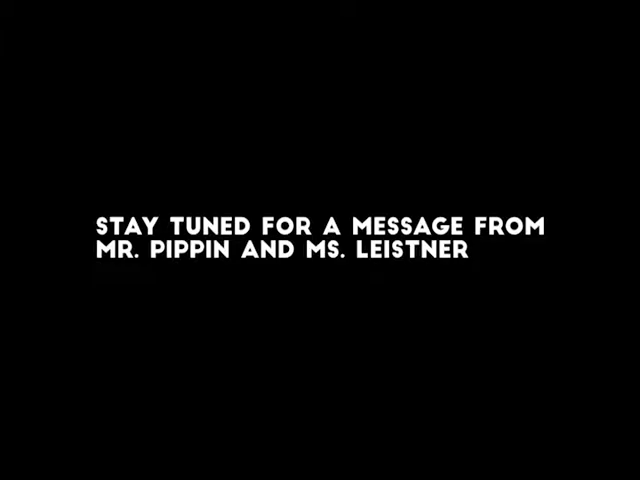 STAY TUNED FOR A MESSAGE FROM
MR. PIPPIN AND MS. LEISTNER